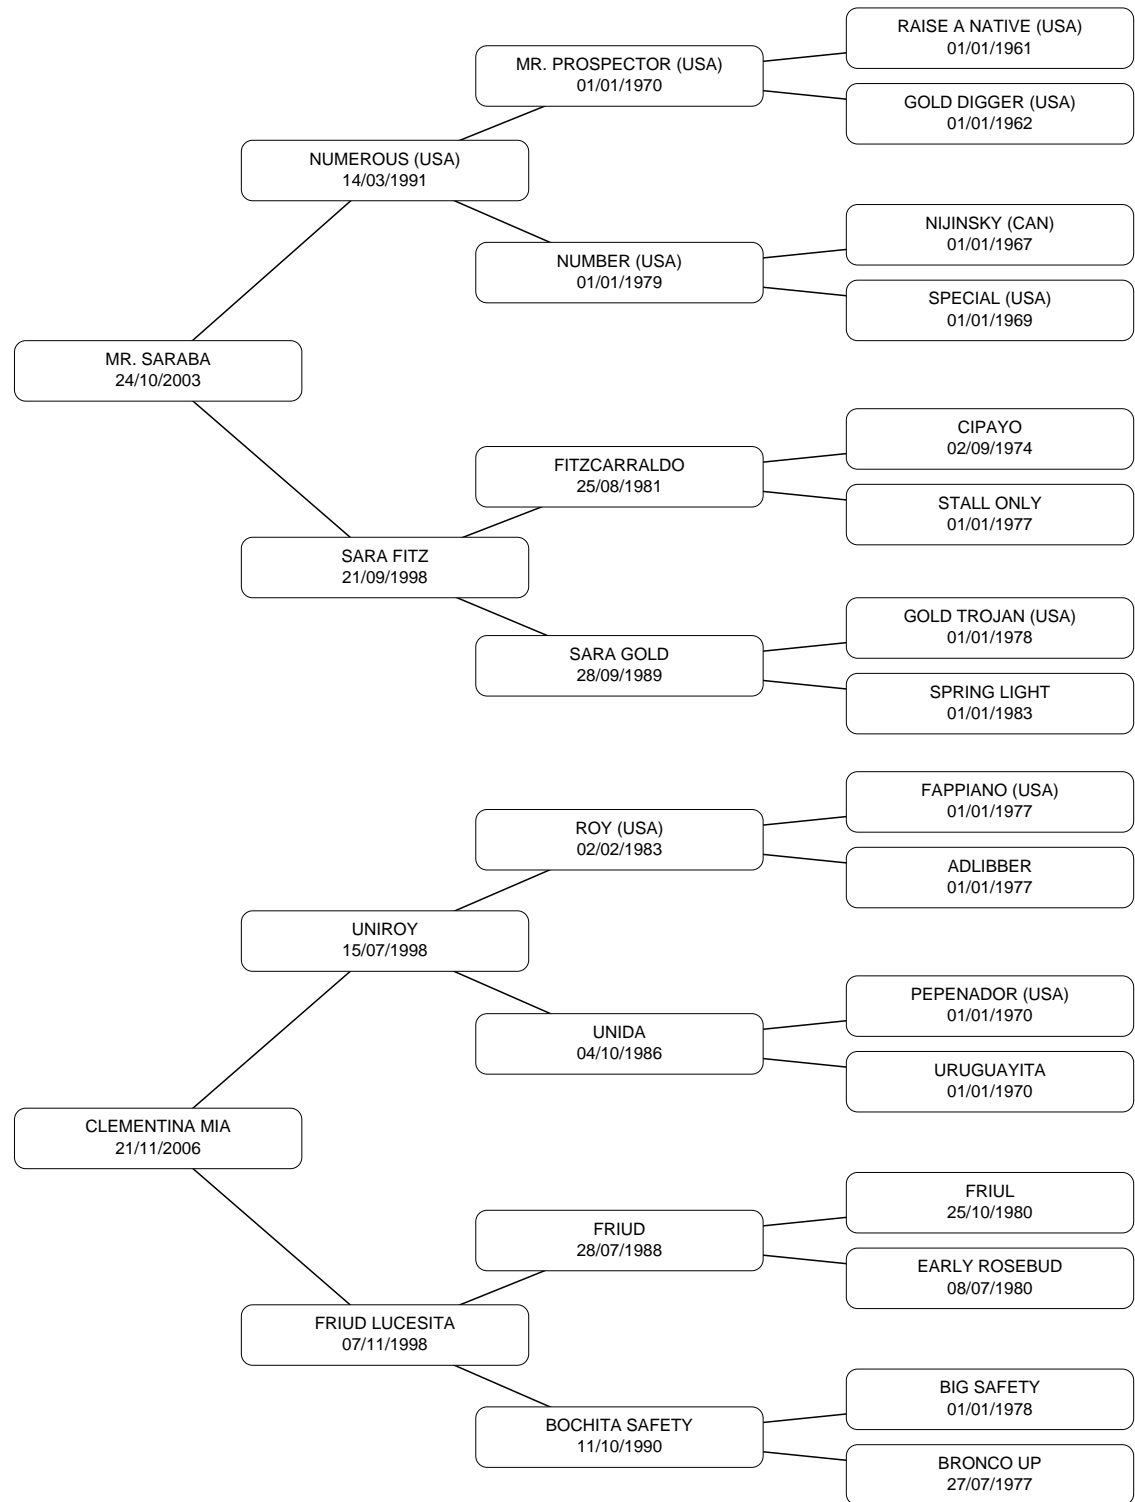 RAISE A NATIVE (USA)
01/01/1961
MR. PROSPECTOR (USA)
01/01/1970
GOLD DIGGER (USA)
01/01/1962
NUMEROUS (USA)
14/03/1991
NIJINSKY (CAN)
01/01/1967
NUMBER (USA)
01/01/1979
SPECIAL (USA)
01/01/1969
MR. SARABA
24/10/2003
CIPAYO
02/09/1974
FITZCARRALDO
25/08/1981
STALL ONLY
01/01/1977
SARA FITZ
21/09/1998
GOLD TROJAN (USA)
01/01/1978
SARA GOLD
28/09/1989
SPRING LIGHT
01/01/1983
FAPPIANO (USA)
01/01/1977
ROY (USA)
02/02/1983
ADLIBBER
01/01/1977
UNIROY
15/07/1998
PEPENADOR (USA)
01/01/1970
UNIDA
04/10/1986
URUGUAYITA
01/01/1970
CLEMENTINA MIA
21/11/2006
FRIUL
25/10/1980
FRIUD
28/07/1988
EARLY ROSEBUD
08/07/1980
FRIUD LUCESITA
07/11/1998
BIG SAFETY
01/01/1978
BOCHITA SAFETY
11/10/1990
BRONCO UP
27/07/1977